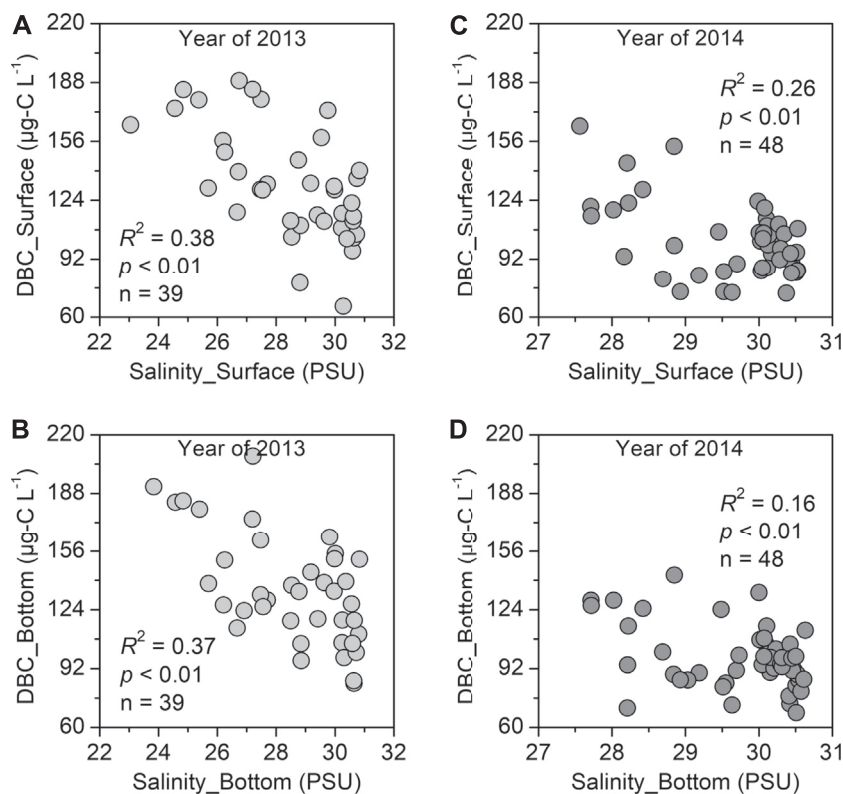 A
Year of 2013
DBC_Surface (µg-C L⁻¹)
220
188
156
124
92
60
R² = 0.38
p < 0.01
n = 39
22 24 26 28 30 32
Salinity_Surface (PSU)
C
Year of 2014
DBC_Surface (µg-C L⁻¹)
220
188
156
124
92
60
R² = 0.26
p < 0.01
n = 48
27 28 29 30 31
Salinity_Surface (PSU)
B
Year of 2013
DBC_Bottom (µg-C L⁻¹)
220
188
156
124
92
60
R² = 0.37
p < 0.01
n = 39
22 24 26 28 30 32
Salinity_Bottom (PSU)
D
Year of 2014
DBC_Bottom (µg-C L⁻¹)
220
188
156
124
92
60
R² = 0.16
p < 0.01
n = 48
27 28 29 30 31
Salinity_Bottom (PSU)